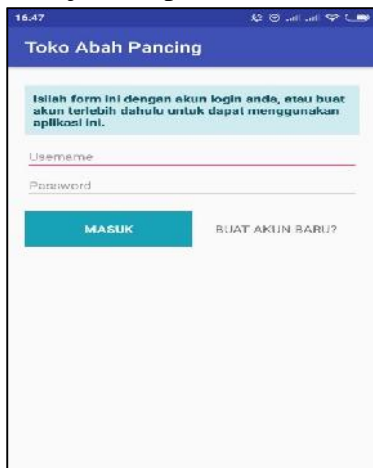 16.47
Toko Abah Pancing
Isilah form ini dengan akun login anda, atau buat
akun terlebih dahulu untuk dapat menggunakan
aplikasi ini.
Username
Password
MASUK BUAT AKUN BARU?